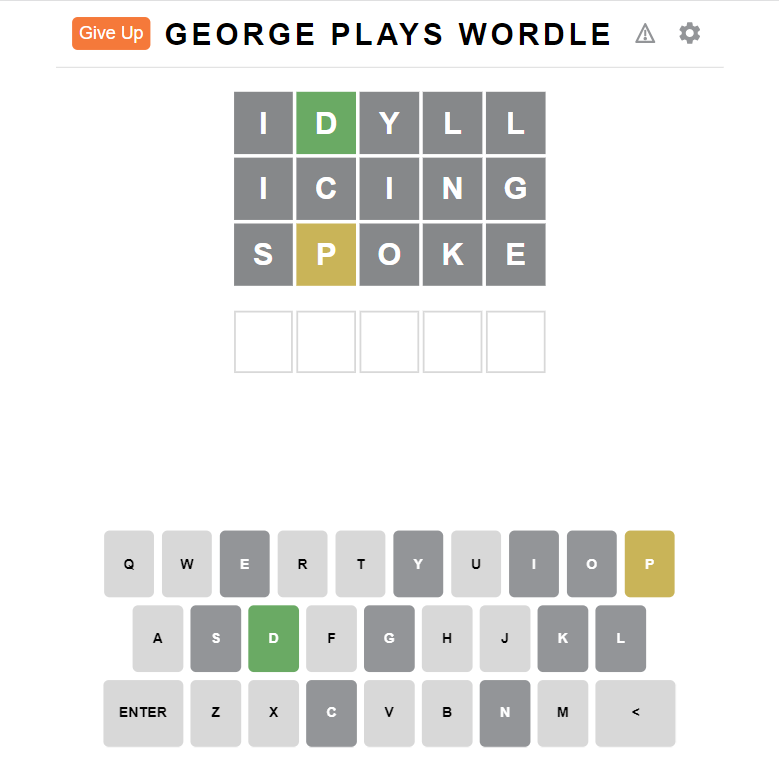 Give Up GEORGE PLAYS WORDLE
I D Y L L
I C I N G
S P O K E
Q W E R T Y U I O P
A S D F G H J K L
ENTER Z X C V B N M <